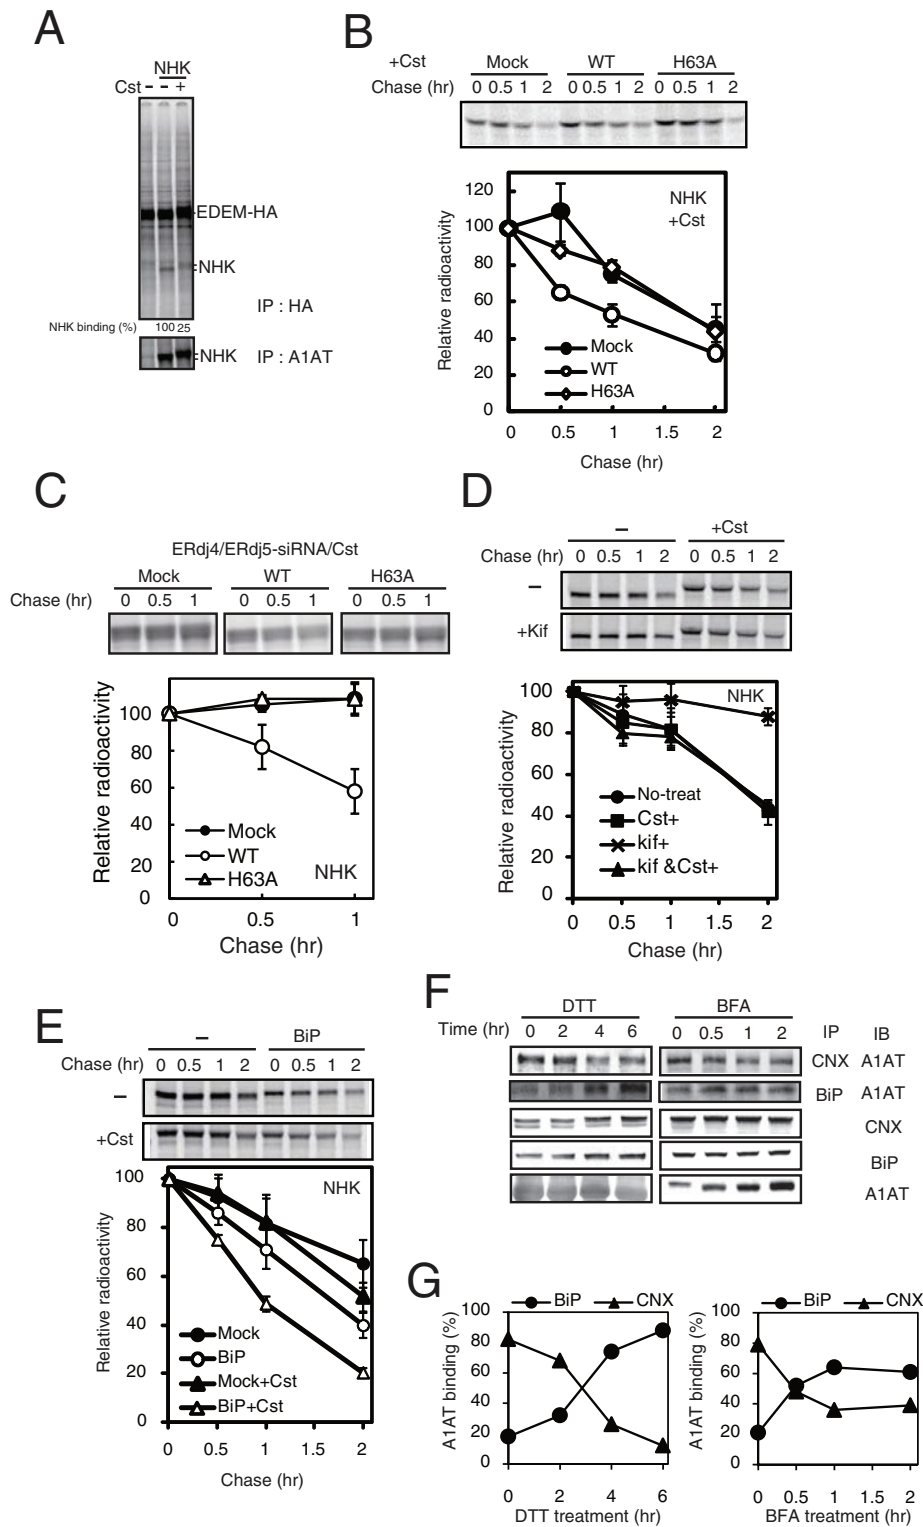 A
NHK
Cst – – +
EDEM-HA
NHK
IP : HA
NHK binding (%) 100 25
NHK IP : A1AT
B
+Cst Mock WT H63A
Chase (hr) 0 0.5 1 2 0 0.5 1 2 0 0.5 1 2
NHK
+Cst
Relative radioactivity
120
100
80
60
40
20
0
Mock
WT
H63A
0 0.5 1 1.5 2
Chase (hr)
C
ERdj4/ERdj5-siRNA/Cst
Mock WT H63A
Chase (hr) 0 0.5 1 0 0.5 1 0 0.5 1
Relative radioactivity
100
80
60
40
20
0
Mock
WT
H63A
NHK
0 0.5 1
Chase (hr)
D
– +Cst
Chase (hr) 0 0.5 1 2 0 0.5 1 2
–
+Kif
NHK
Relative radioactivity
100
80
60
40
20
0
No-treat
Cst+
kif+
kif &Cst+
0 0.5 1 1.5 2
Chase (hr)
E
– BiP
Chase (hr) 0 0.5 1 2 0 0.5 1 2
–
+Cst
NHK
Relative radioactivity
100
80
60
40
20
0
Mock
BiP
Mock+Cst
BiP+Cst
0 0.5 1 1.5 2
Chase (hr)
F
DTT BFA
Time (hr) 0 2 4 6 0 0.5 1 2 IP IB
CNX A1AT
BiP A1AT
CNX
BiP
A1AT
G
BiP CNX
A1AT binding (%)
100
80
60
40
20
0
0 2 4 6
DTT treatment (hr)
BiP CNX
A1AT binding (%)
100
80
60
40
20
0
0 0.5 1 1.5 2
BFA treatment (hr)